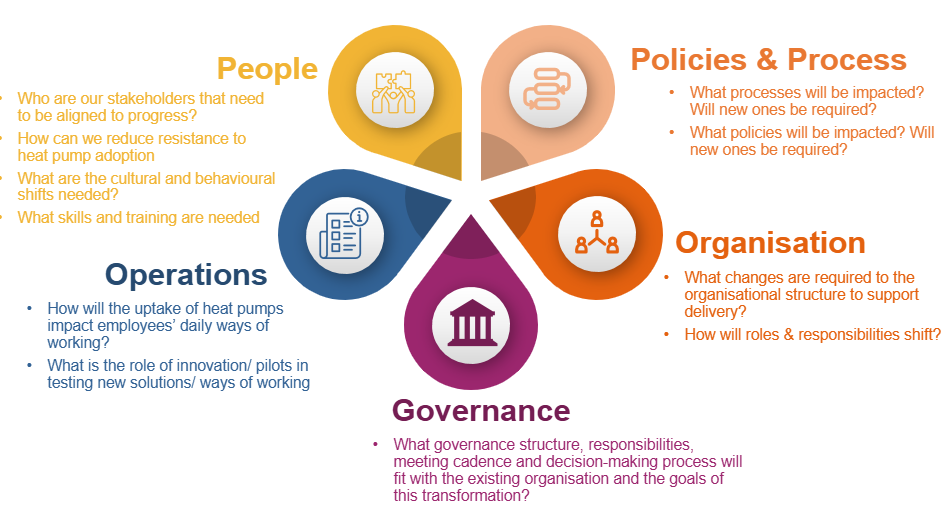 People
• Who are our stakeholders that need
to be aligned to progress?
• How can we reduce resistance to
heat pump adoption
• What are the cultural and behavioural
shifts needed?
• What skills and training are needed
Policies & Process
• What processes will be impacted?
Will new ones be required?
• What policies will be impacted? Will
new ones be required?
Operations
• How will the uptake of heat pumps
impact employees’ daily ways of
working?
• What is the role of innovation/ pilots in
testing new solutions/ ways of working
Organisation
• What changes are required to the
organisational structure to support
delivery?
• How will roles & responsibilities shift?
Governance
• What governance structure, responsibilities,
meeting cadence and decision-making process will
fit with the existing organisation and the goals of
this transformation?